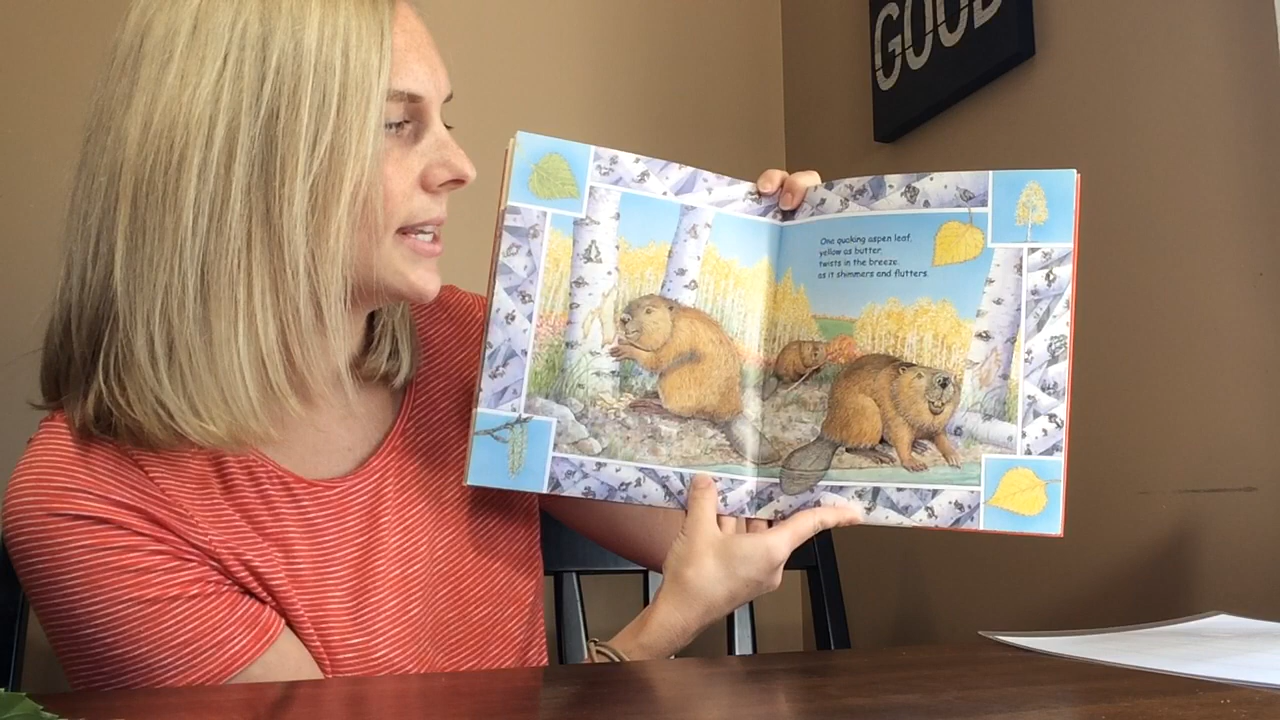 GOOD
One quaking aspen leaf,
yellow as butter,
twists in the breeze,
as it shimmers and flutters.